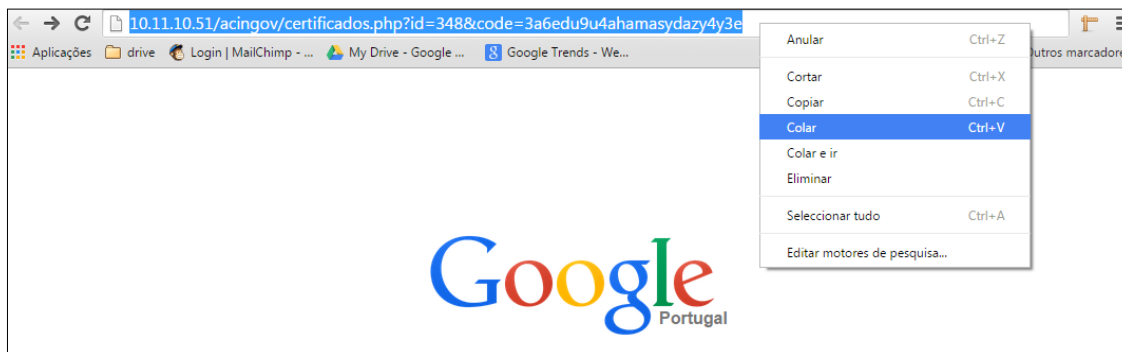 10.11.10.51/acingov/certificados.php?id=348&code=3a6edu9u4ahamasydazy4y3e
Aplicações drive Login | MailChimp - ... My Drive - Google ... Google Trends - We... Outros marcadore
Anular Ctrl+Z
Cortar Ctrl+X
Copiar Ctrl+C
Colar Ctrl+V
Colar e ir
Eliminar
Seleccionar tudo Ctrl+A
Editar motores de pesquisa...
Google
Portugal